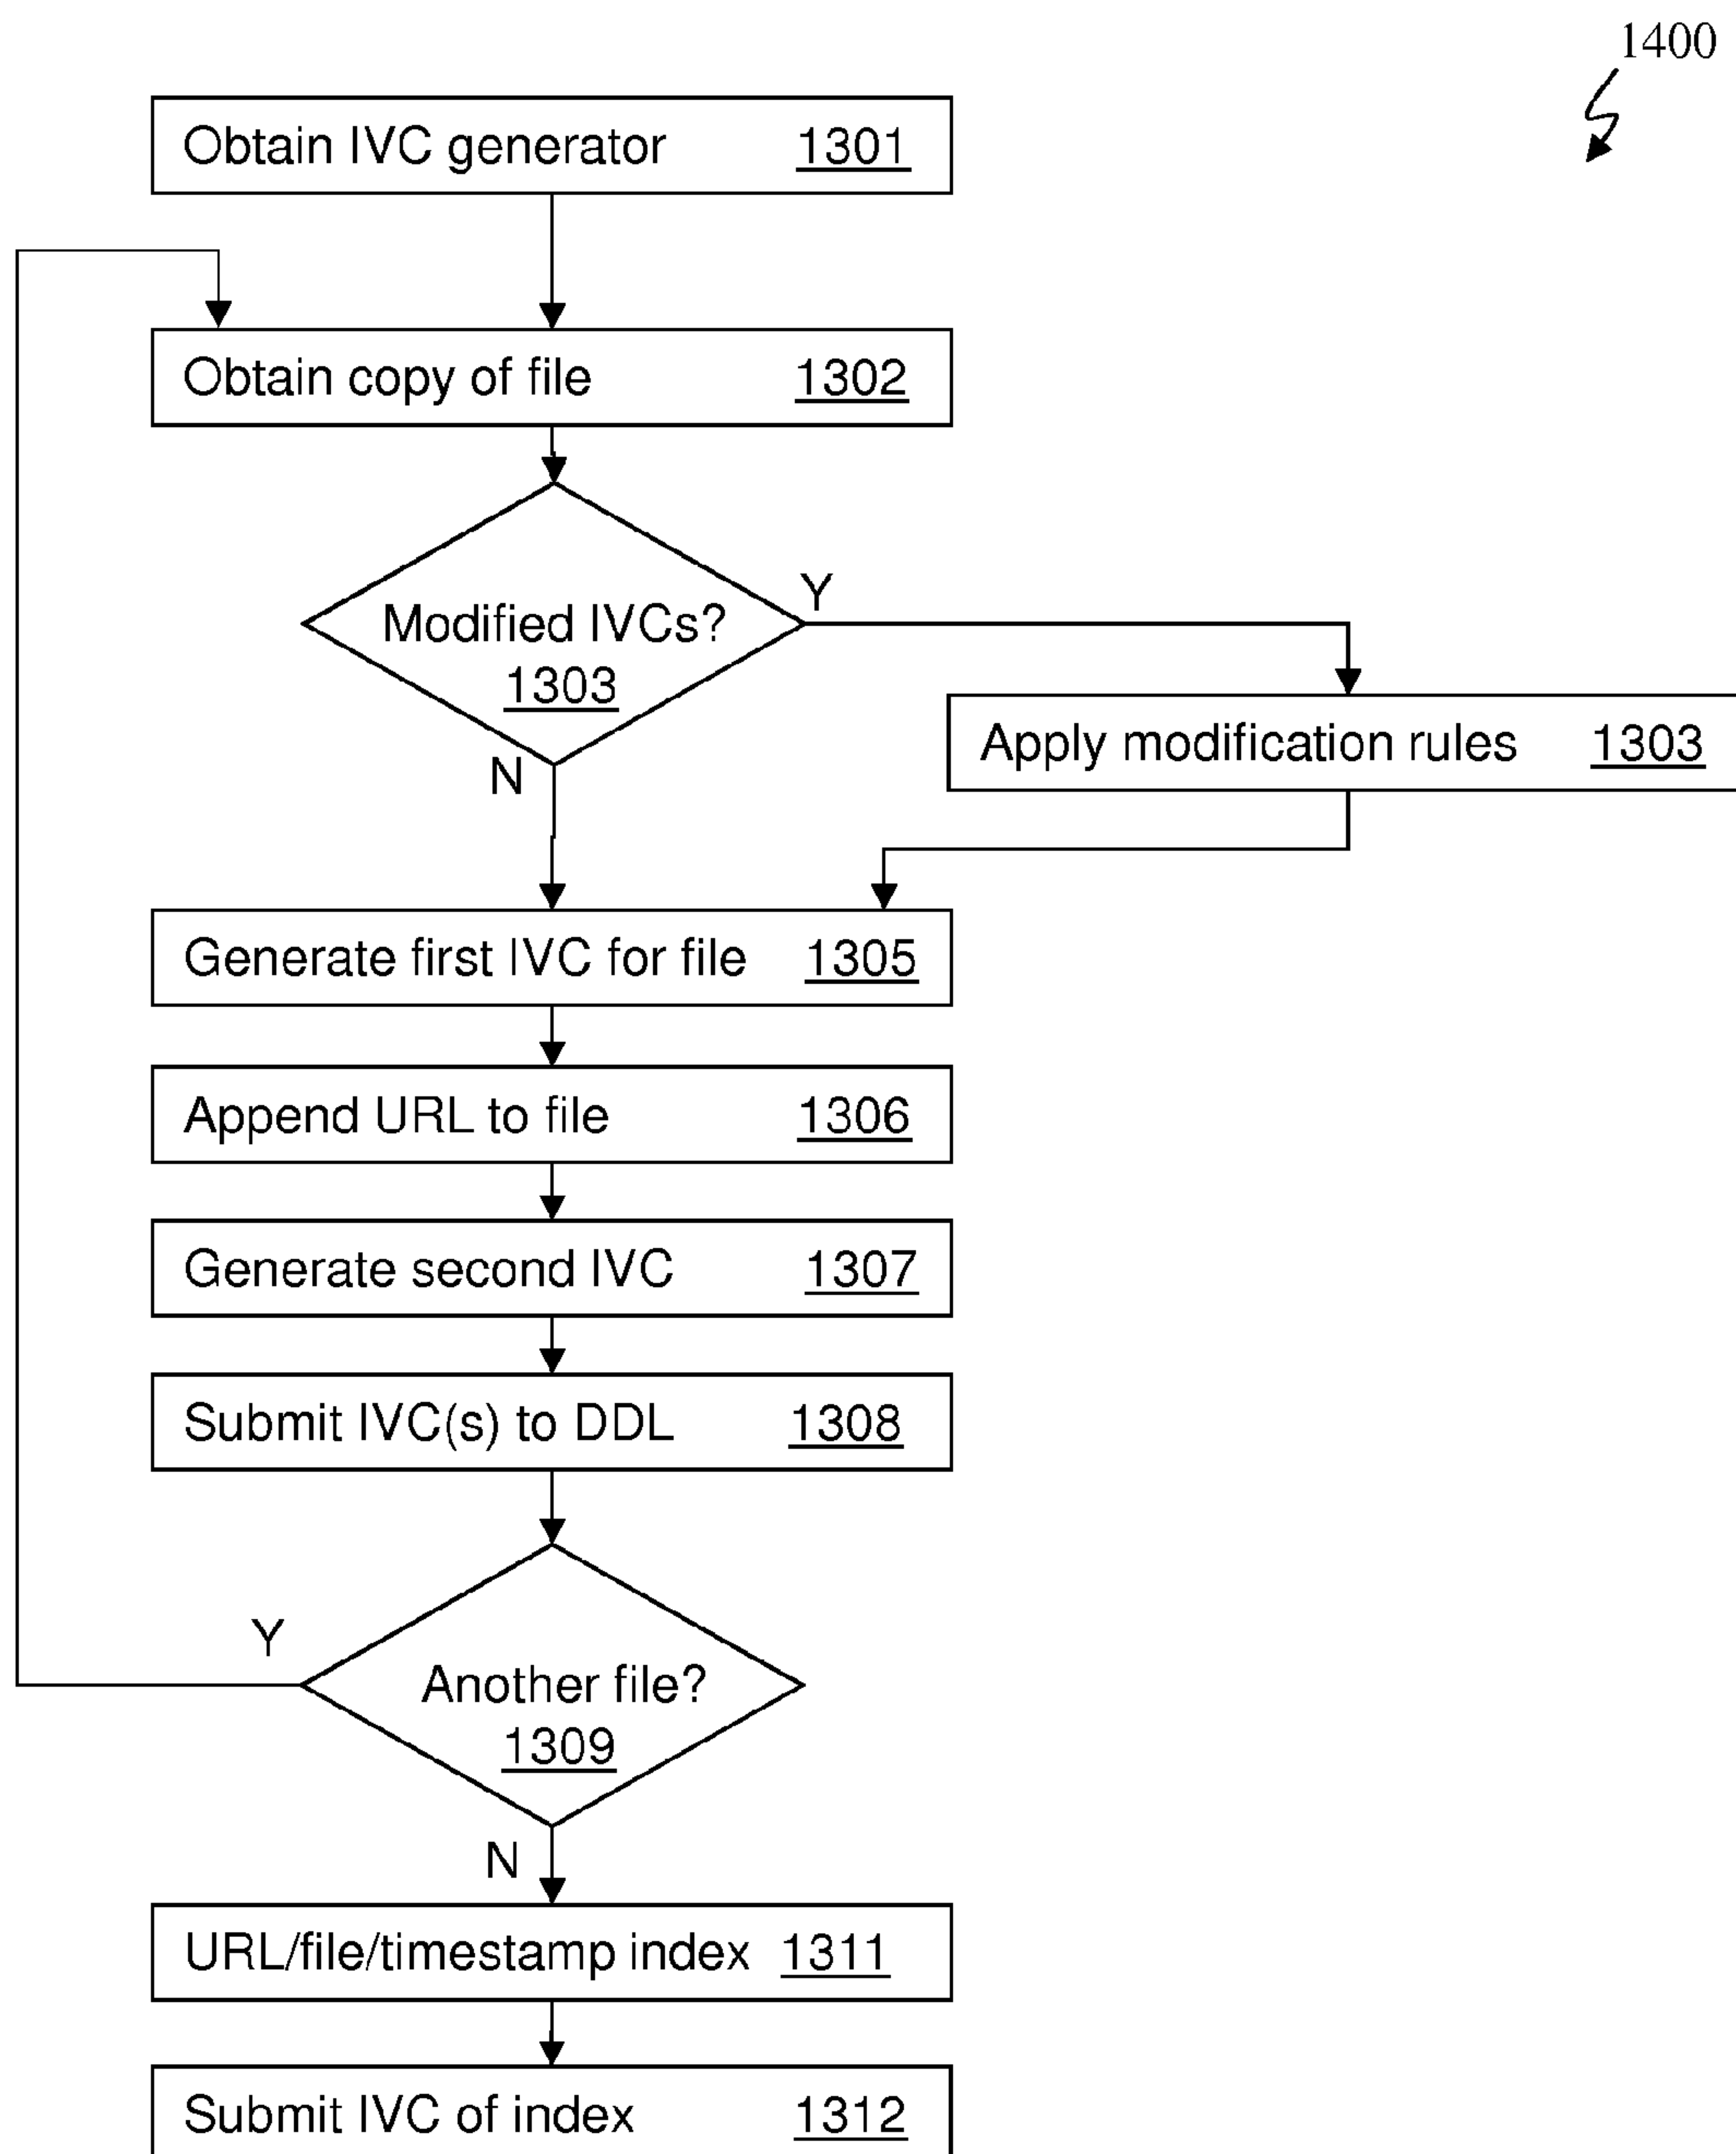 1400
Obtain IVC generator 1301
Obtain copy of file 1302
Y
Modified IVCs?
1303
N
Apply modification rules 1303
Generate first IVC for file 1305
Append URL to file 1306
Generate second IVC 1307
Submit IVC(s) to DDL 1308
Y
Another file?
1309
N
URL/file/timestamp index 1311
Submit IVC of index 1312